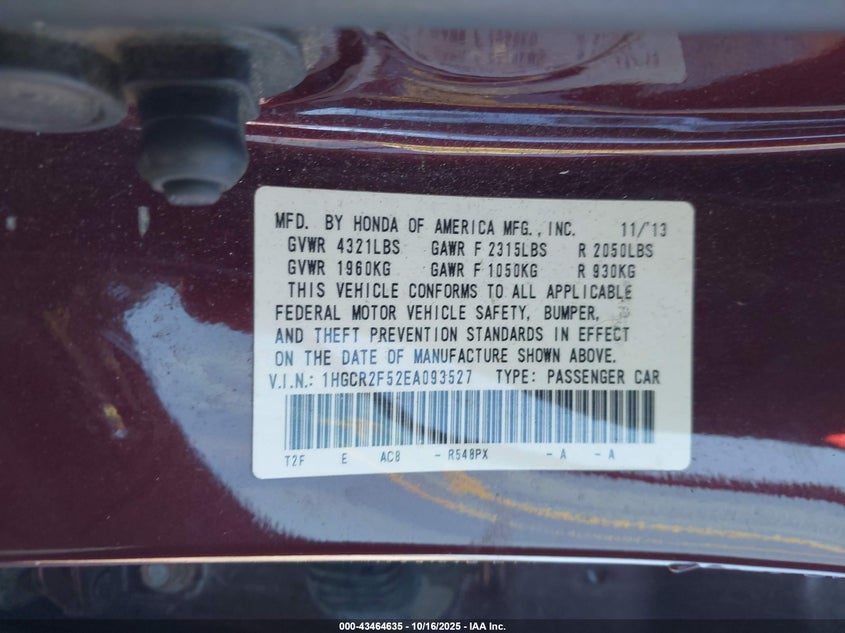 MFD. BY HONDA OF AMERICA MFG., INC. 11/'13
GVWR 4321LBS GAWR F 2315LBS R 2050LBS
GVWR 1960KG GAWR F 1050KG R 930KG
THIS VEHICLE CONFORMS TO ALL APPLICABLE
FEDERAL MOTOR VEHICLE SAFETY, BUMPER,
AND THEFT PREVENTION STANDARDS IN EFFECT
ON THE DATE OF MANUFACTURE SHOWN ABOVE.
V.I.N.: 1HGCR2F52EA093527 TYPE: PASSENGER CAR
T2F E AC8 - R548PX - A - A
000-43464635 - 10/16/2025 - IAA Inc.